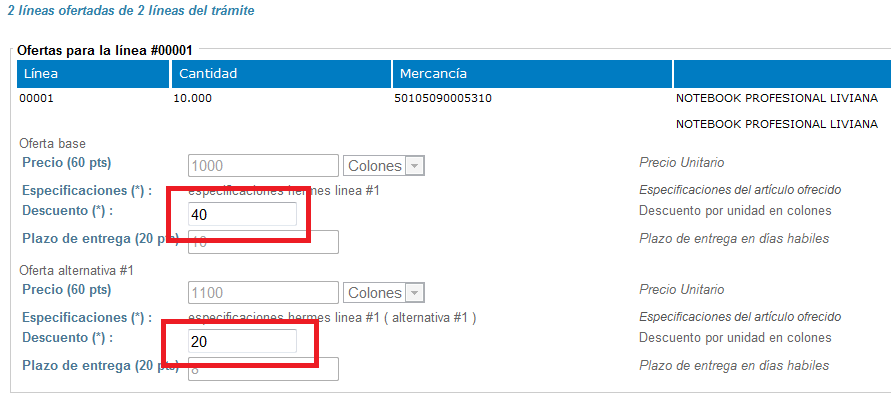 2 líneas ofertadas de 2 líneas del trámite
Ofertas para la línea #00001
Línea Cantidad Mercancía
00001 10.000 50105090005310 NOTEBOOK PROFESIONAL LIVIANA
NOTEBOOK PROFESIONAL LIVIANA
Oferta base
Precio (60 pts) 1000 Colones Precio Unitario
Especificaciones (*) : especificaciones hermes linea #1 Especificaciones del artículo ofrecido
Descuento (*) : 40 Descuento por unidad en colones
Plazo de entrega (20 pts) Plazo de entrega en días habiles
Oferta alternativa #1
Precio (60 pts) 1100 Colones Precio Unitario
Especificaciones (*) : especificaciones hermes linea #1 ( alternativa #1 ) Especificaciones del artículo ofrecido
Descuento (*) : 20 Descuento por unidad en colones
Plazo de entrega (20 pts) Plazo de entrega en días habiles